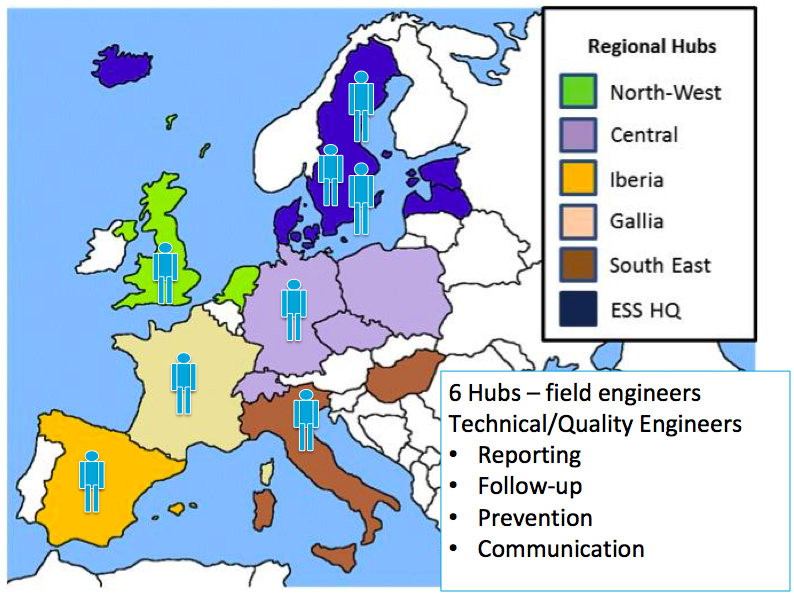 Regional Hubs
North-West
Central
Iberia
Gallia
South East
ESS HQ
6 Hubs – field engineers
Technical/Quality Engineers
• Reporting
• Follow-up
• Prevention
• Communication